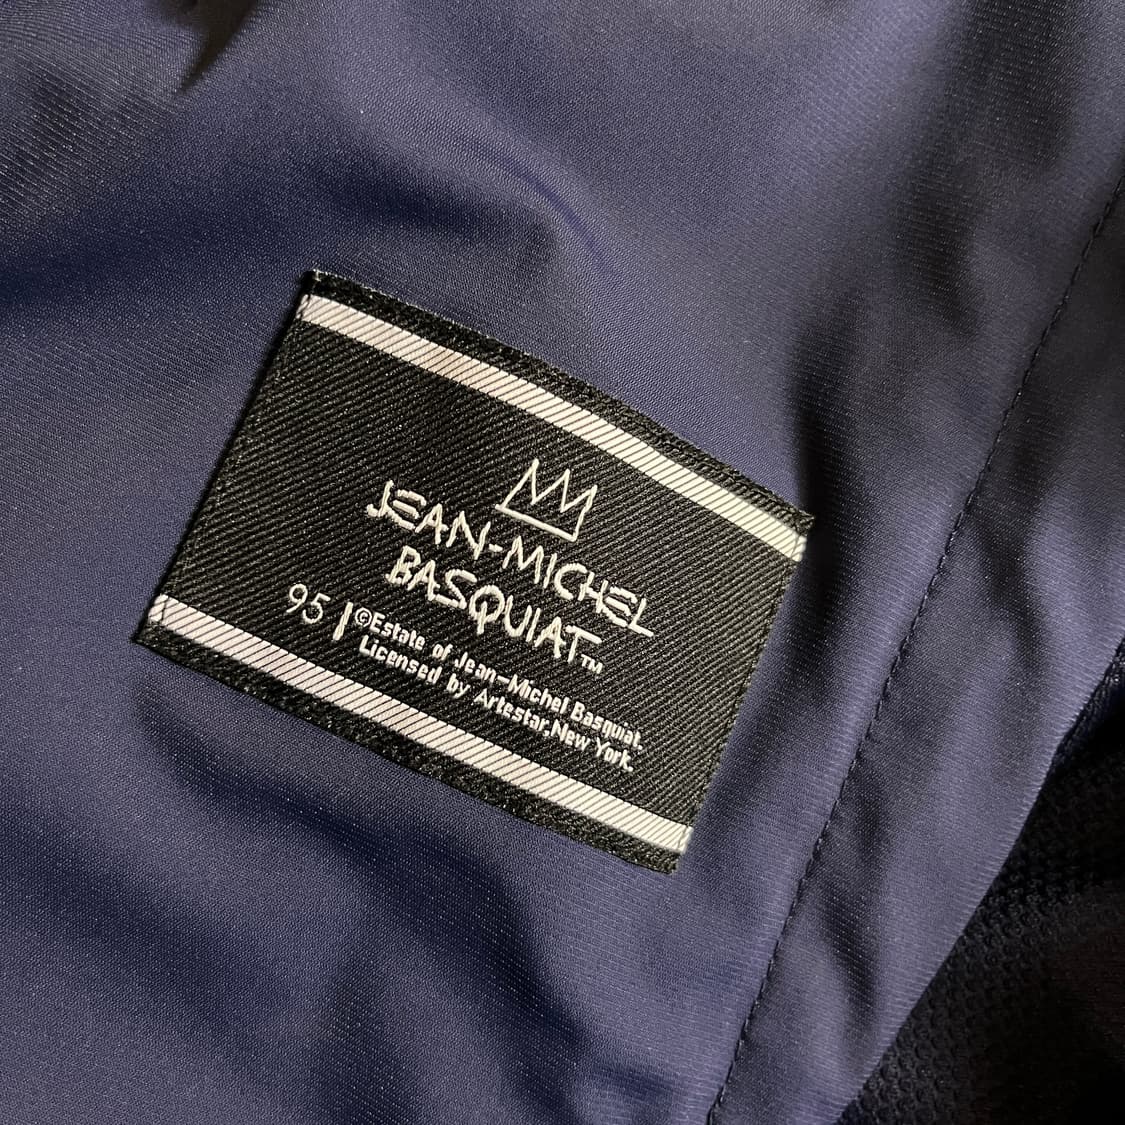 JEAN-MICHEL
BASQUIAT™
95
©Estate of Jean-Michel Basquiat.
Licensed by Artestar,New York.